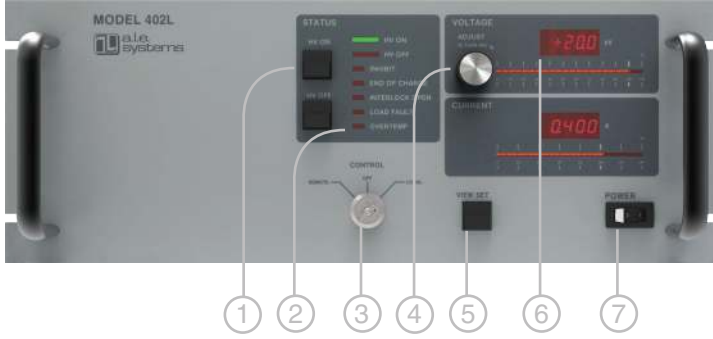 MODEL 402L
a.l.e.
systems
STATUS
HV ON
HV OFF
HV ON
HV OFF
INHIBIT
END OF CHARGE
INTERLOCK OPEN
LOAD FAULT
OVERTEMP
VOLTAGE
ADJUST
+20.0
CURRENT
0.400
CONTROL
REMOTE
OFF
LOCAL
VIEW SET
POWER
1
2
3
4
5
6
7